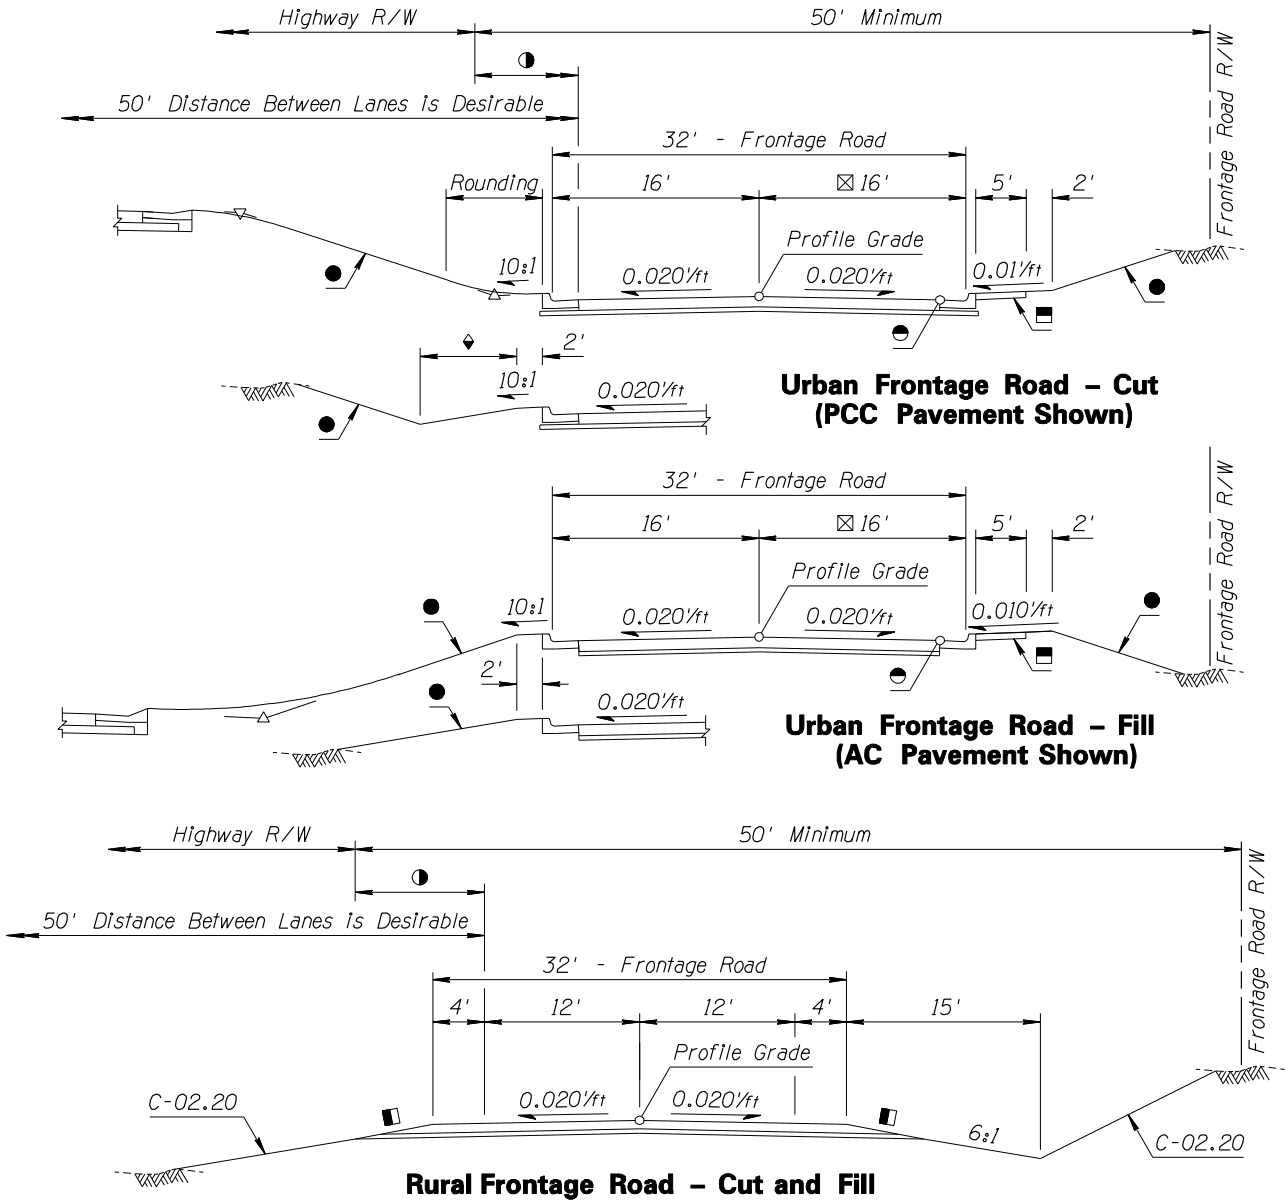 Highway R/W
50' Minimum
Frontage Road R/W
50' Distance Between Lanes is Desirable
32' - Frontage Road
Rounding
16'
16'
5'
2'
Profile Grade
10:1
0.020'/ft
0.020'/ft
0.01'/ft
2'
10:1
0.020'/ft
Urban Frontage Road – Cut
(PCC Pavement Shown)
32' - Frontage Road
Frontage Road R/W
16'
16'
5'
2'
Profile Grade
10:1
0.020'/ft
0.020'/ft
0.010'/ft
2'
0.020'/ft
Urban Frontage Road – Fill
(AC Pavement Shown)
Highway R/W
50' Minimum
Frontage Road R/W
50' Distance Between Lanes is Desirable
32' - Frontage Road
4'
12'
12'
4'
15'
Profile Grade
C-02.20
0.020'/ft
0.020'/ft
6:1
C-02.20
Rural Frontage Road – Cut and Fill